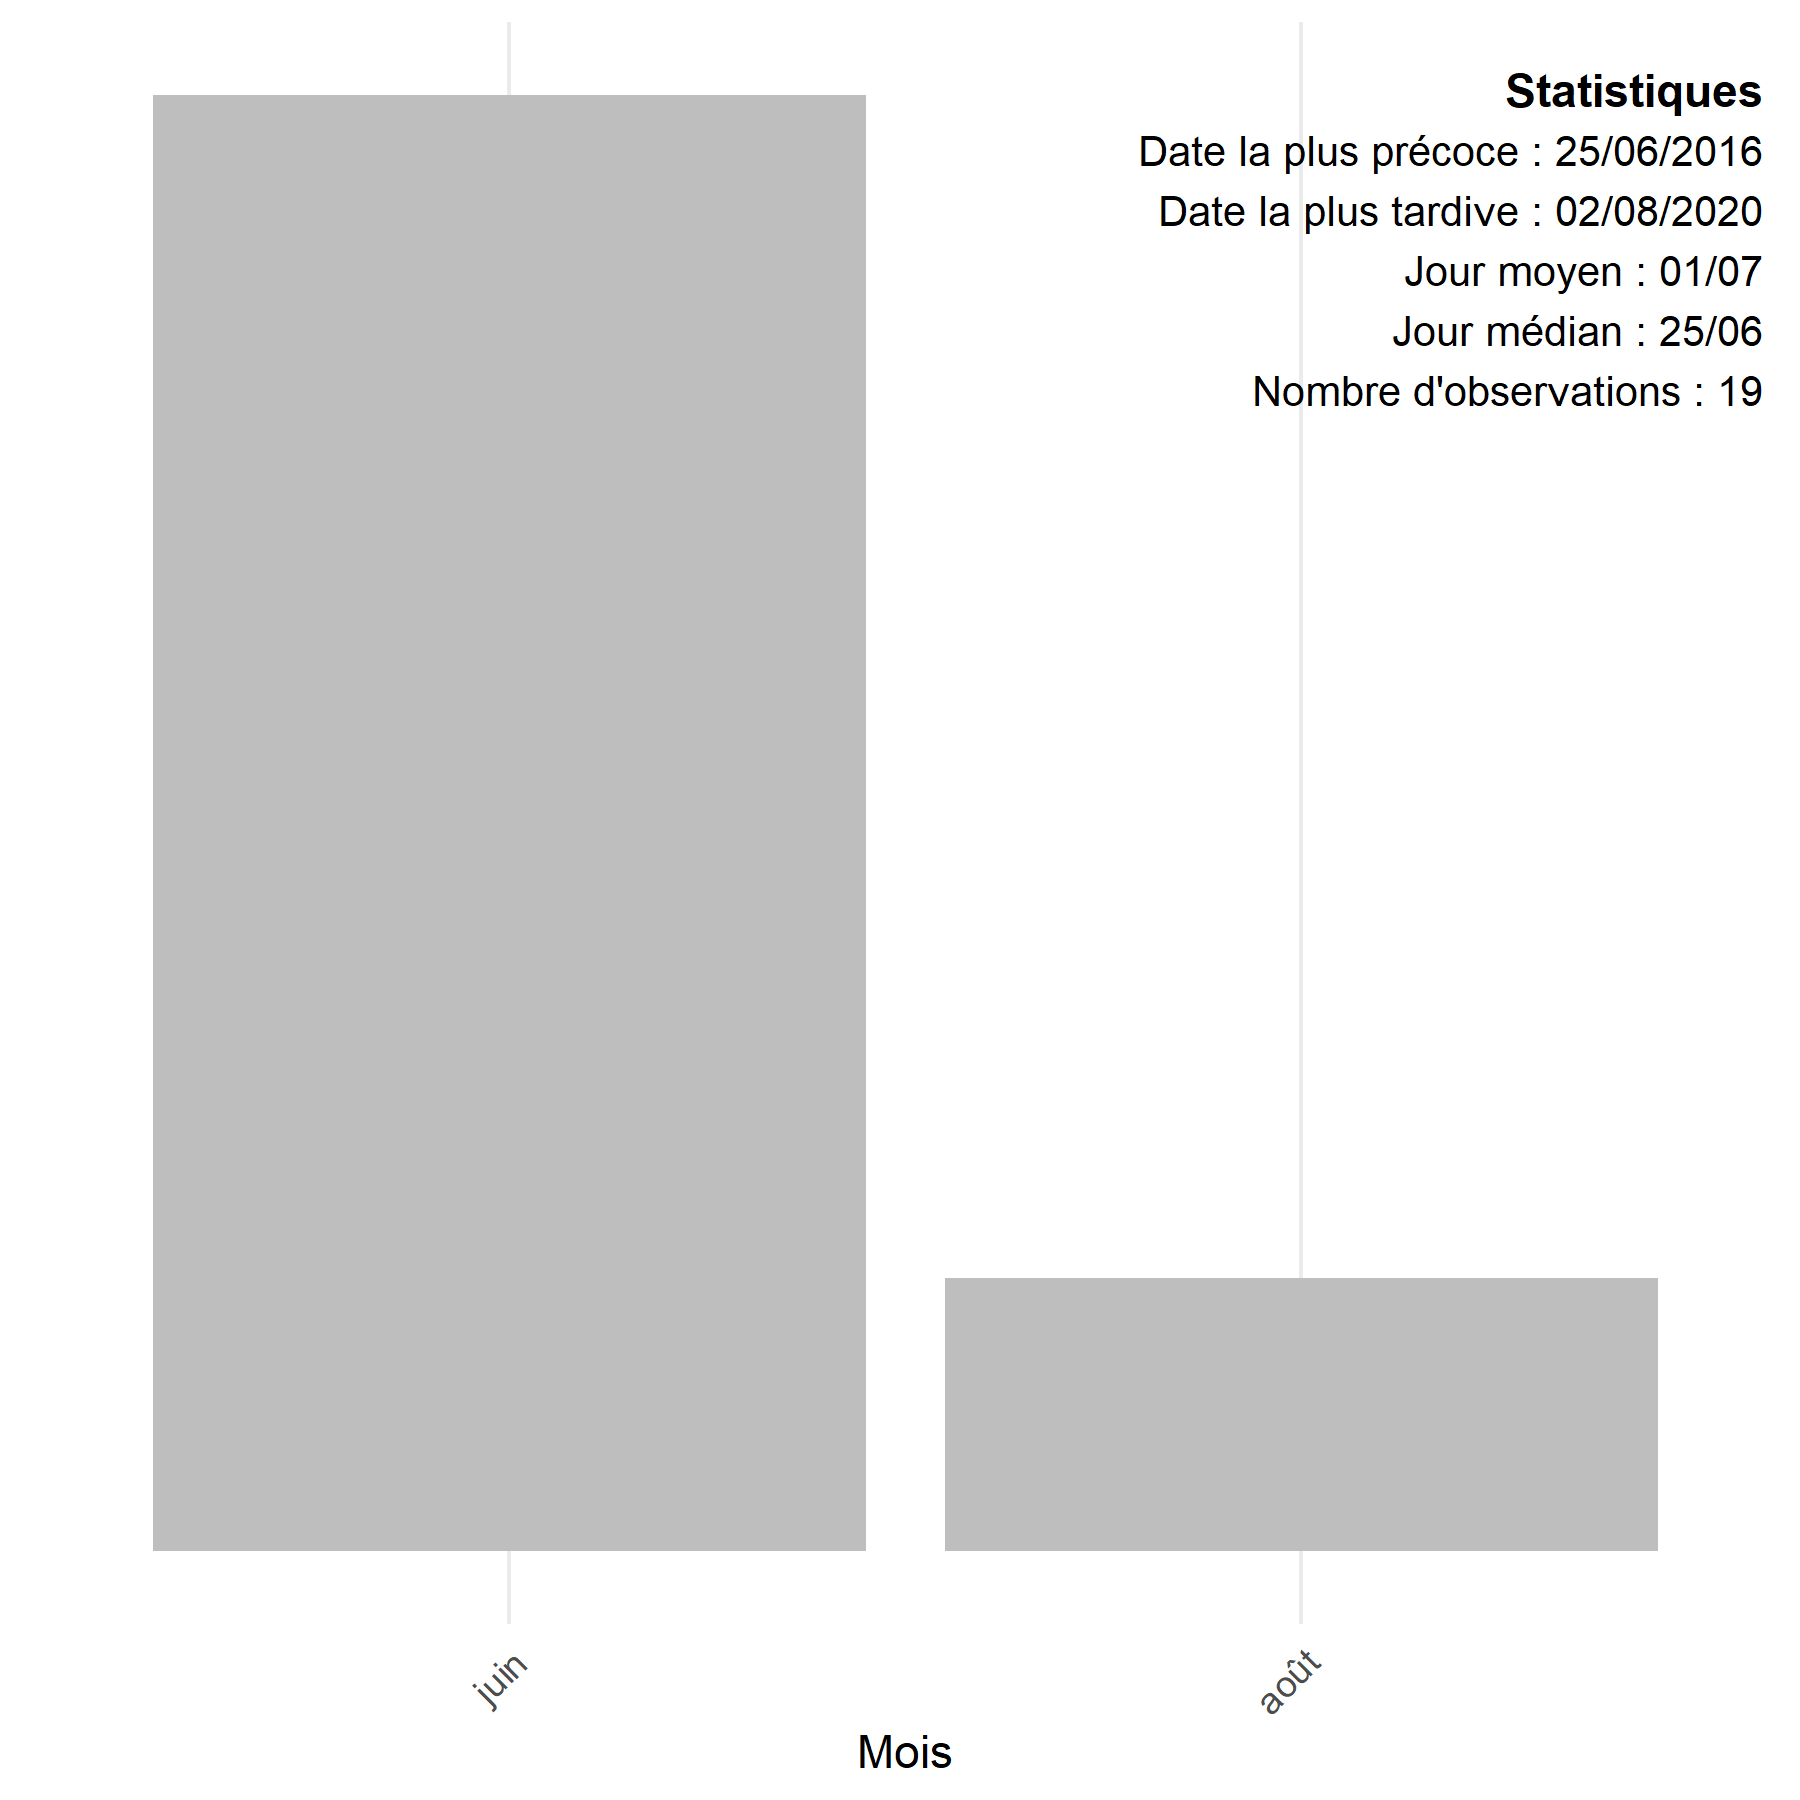 Statistiques
Date la plus précoce : 25/06/2016
Date la plus tardive : 02/08/2020
Jour moyen : 01/07
Jour médian : 25/06
Nombre d'observations : 19
juin
août
Mois